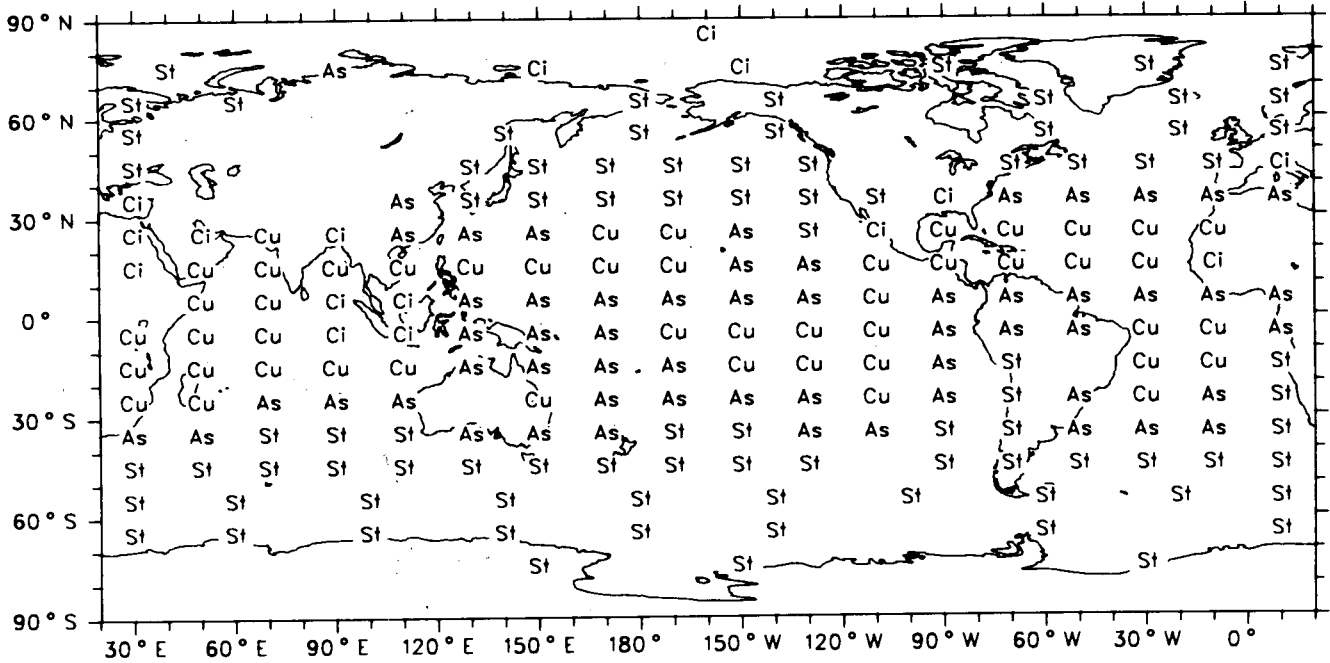 90° N Ci
St As Ci Ci St St St
St St St St St St St
60° N St St St St St St St
St St St St St St St St St St St Ci
Ci As St St St St St St St Ci As As As As As
30° N Ci Ci Cu Ci As As As Cu Cu As St Ci Cu Cu Cu Cu Cu
Ci Cu Cu Cu Cu Cu Cu Cu Cu As As Cu Cu Cu Cu Cu Ci
Cu Cu Ci Ci As As As As As As Cu As As As As As As
0° Cu Cu Cu Ci Ci As As As Cu Cu Cu Cu As As As Cu Cu As
Cu Cu Cu Cu Cu As As As As Cu Cu Cu As St Cu Cu St
30° S Cu Cu As As As Cu As As As As Cu As St As Cu As St
As As St St St As As As St St As As St St As As As St
St St St St St St St St St St St St St St St St St
St St St St St St St St St St
60° S St St St St St St St St
St St St
90° S
30° E 60° E 90° E 120° E 150° E 180° 150° W 120° W 90° W 60° W 30° W 0°